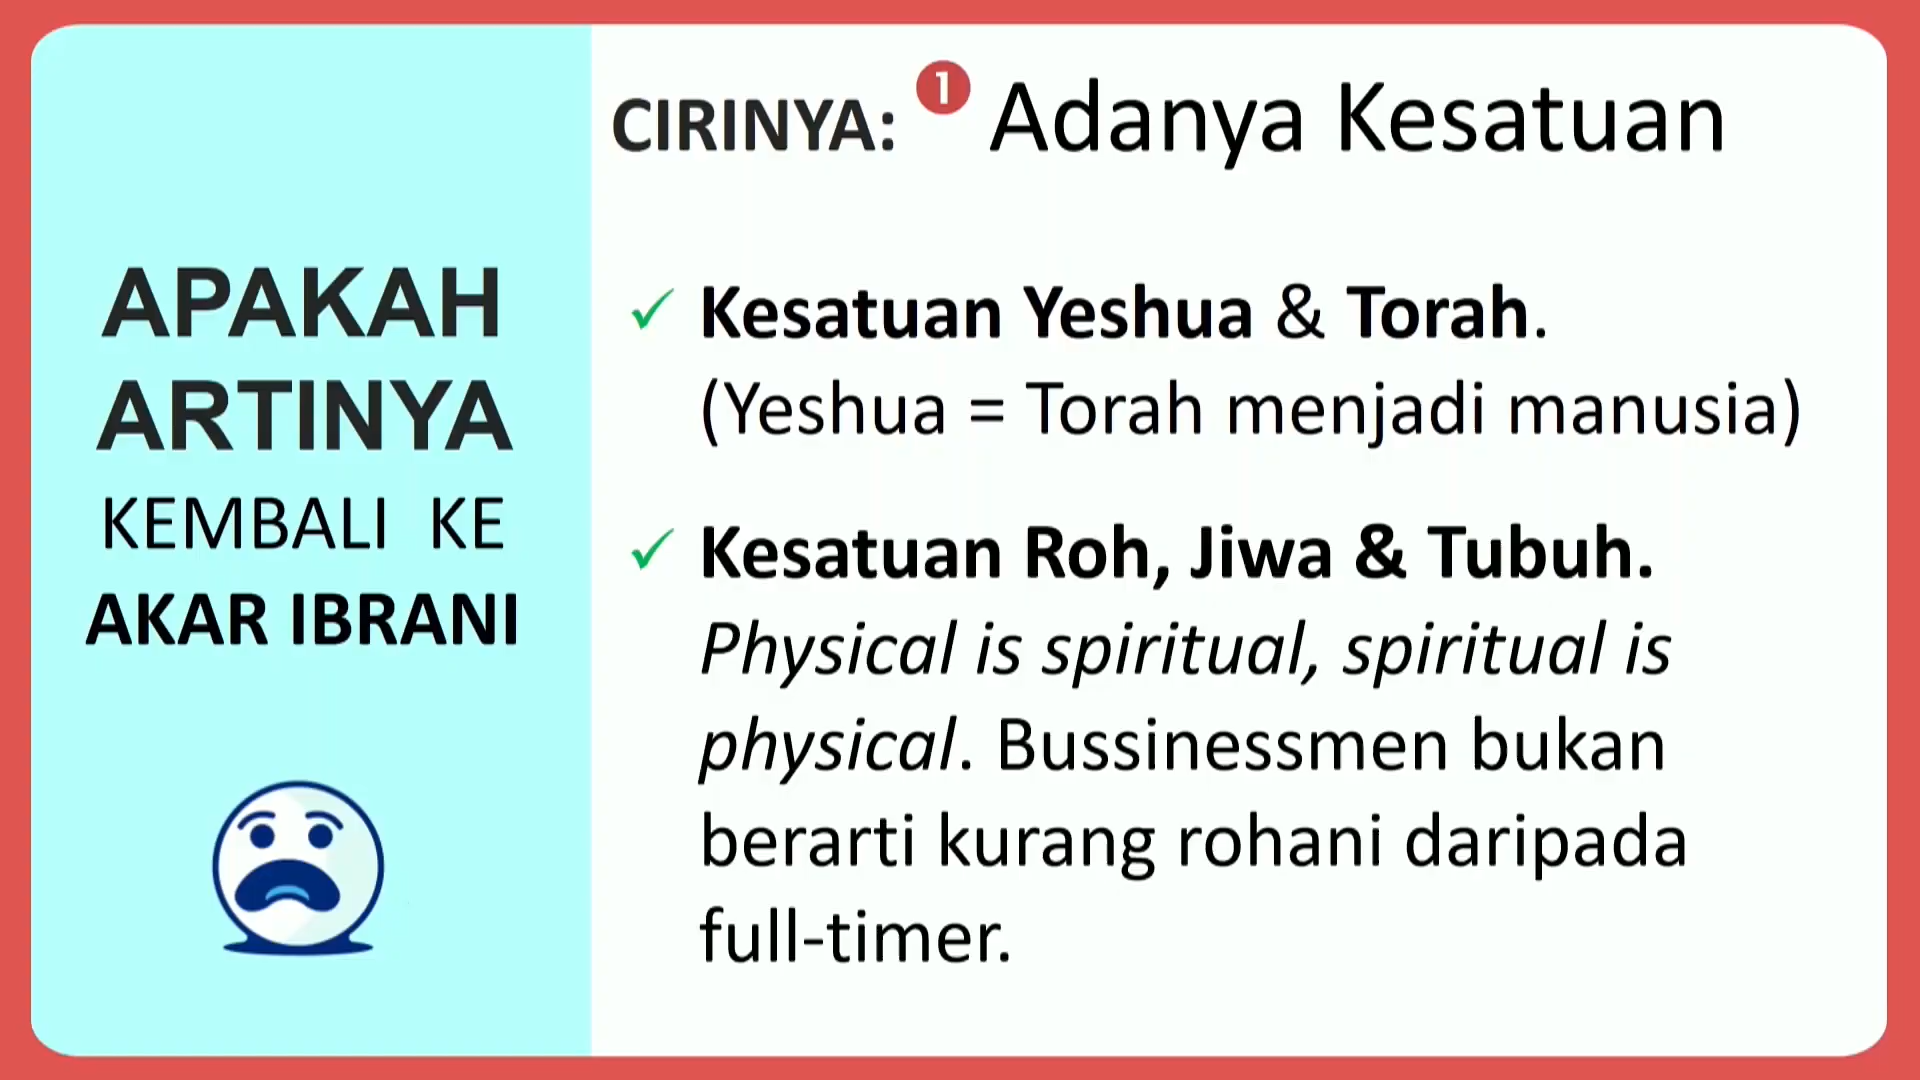 APAKAH
ARTINYA
KEMBALI KE
AKAR IBRANI
CIRINYA: 1 Adanya Kesatuan
✓ Kesatuan Yeshua & Torah.
(Yeshua = Torah menjadi manusia)
✓ Kesatuan Roh, Jiwa & Tubuh.
Physical is spiritual, spiritual is
physical. Bussinessmen bukan
berarti kurang rohani daripada
full-timer.